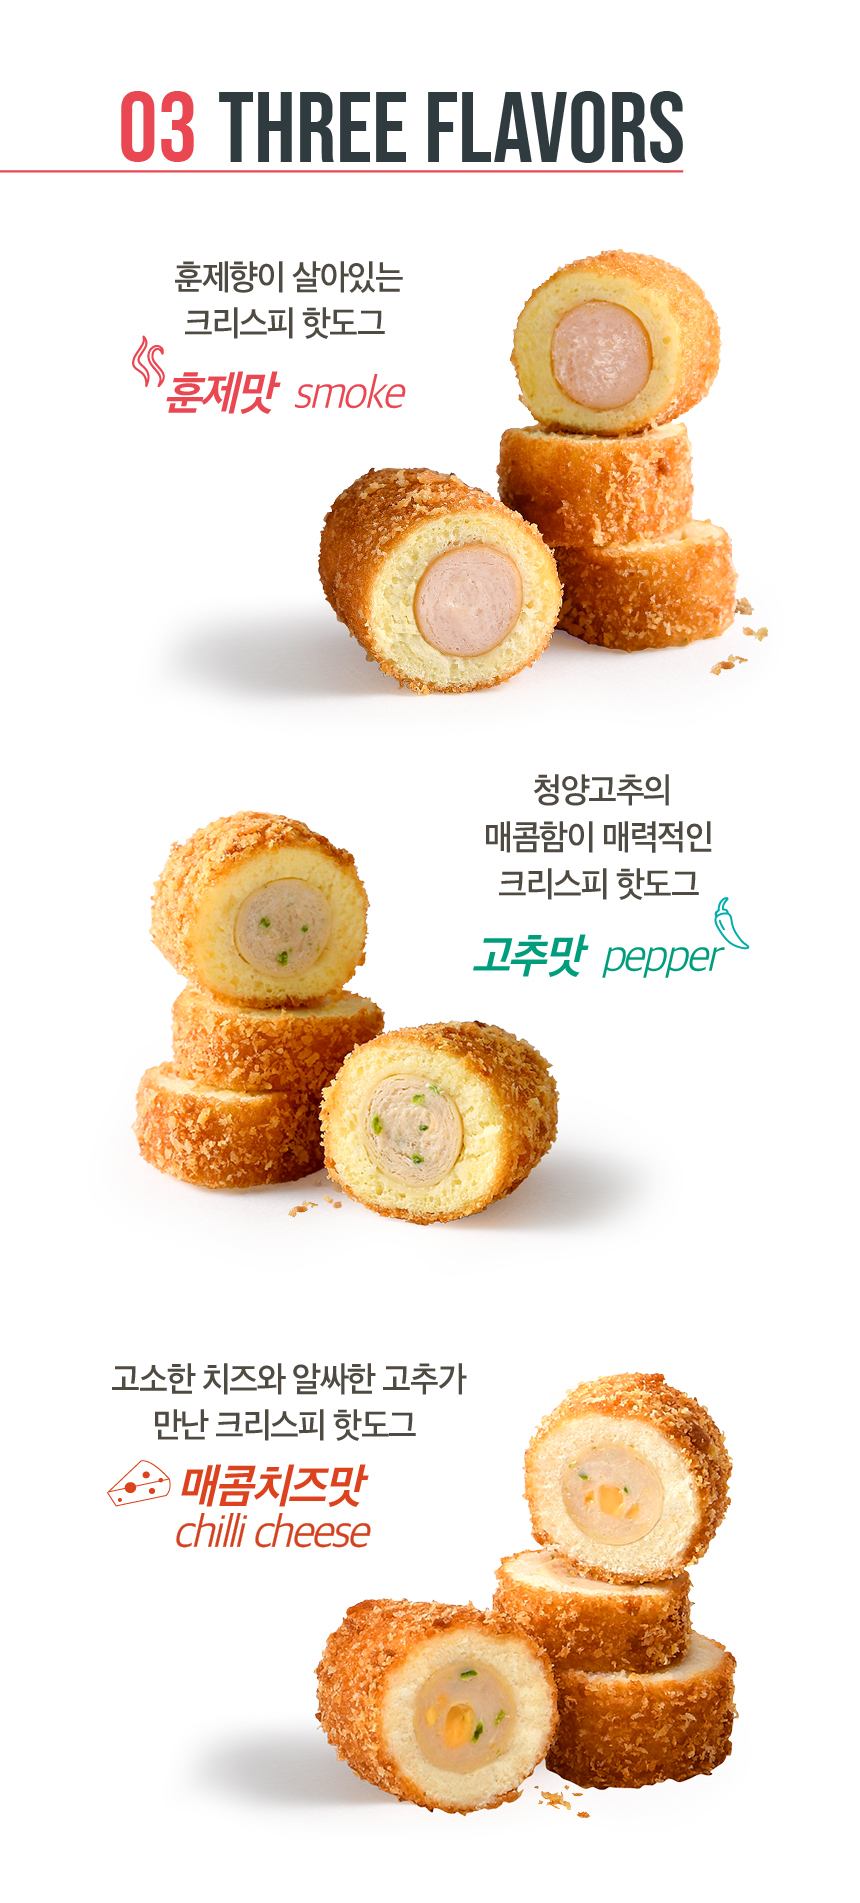 03 THREE FLAVORS
훈제향이 살아있는
크리스피 핫도그
훈제맛 smoke
청양고추의
매콤함이 매력적인
크리스피 핫도그
고추맛 pepper
고소한 치즈와 알싸한 고추가
만난 크리스피 핫도그
매콤치즈맛
chilli cheese